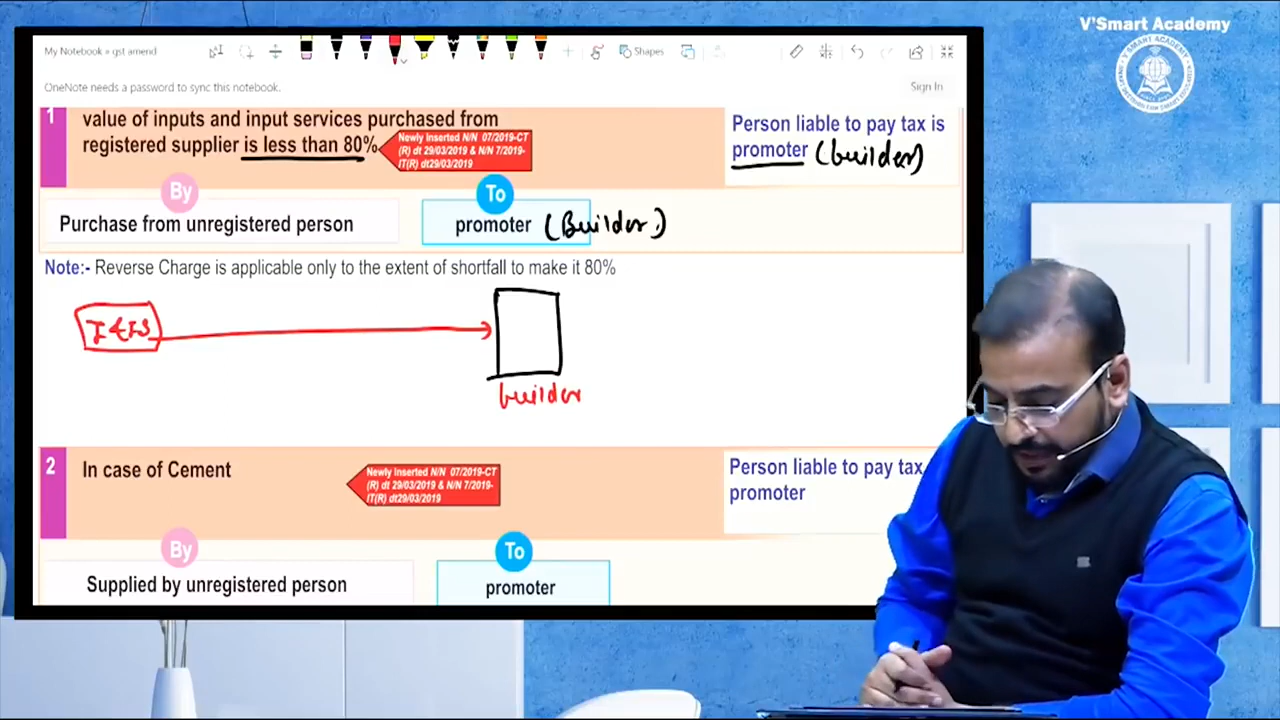 V'Smart Academy
My Notebook » gst amend
Shapes
OneNote needs a password to sync this notebook.
Sign In
1
value of inputs and input services purchased from
registered supplier is less than 80%
Newly Inserted N/N 07/2019-CT
(R) dt 29/03/2019 & N/N 7/2019-
IT(R) dt29/03/2019
Person liable to pay tax is
promoter (builder)
By
To
Purchase from unregistered person
promoter (Builder)
Note:- Reverse Charge is applicable only to the extent of shortfall to make it 80%
I & IS
builder
2
In case of Cement
Newly Inserted N/N 07/2019-CT
(R) dt 29/03/2019 & N/N 7/2019-
IT(R) dt29/03/2019
Person liable to pay tax
promoter
By
To
Supplied by unregistered person
promoter